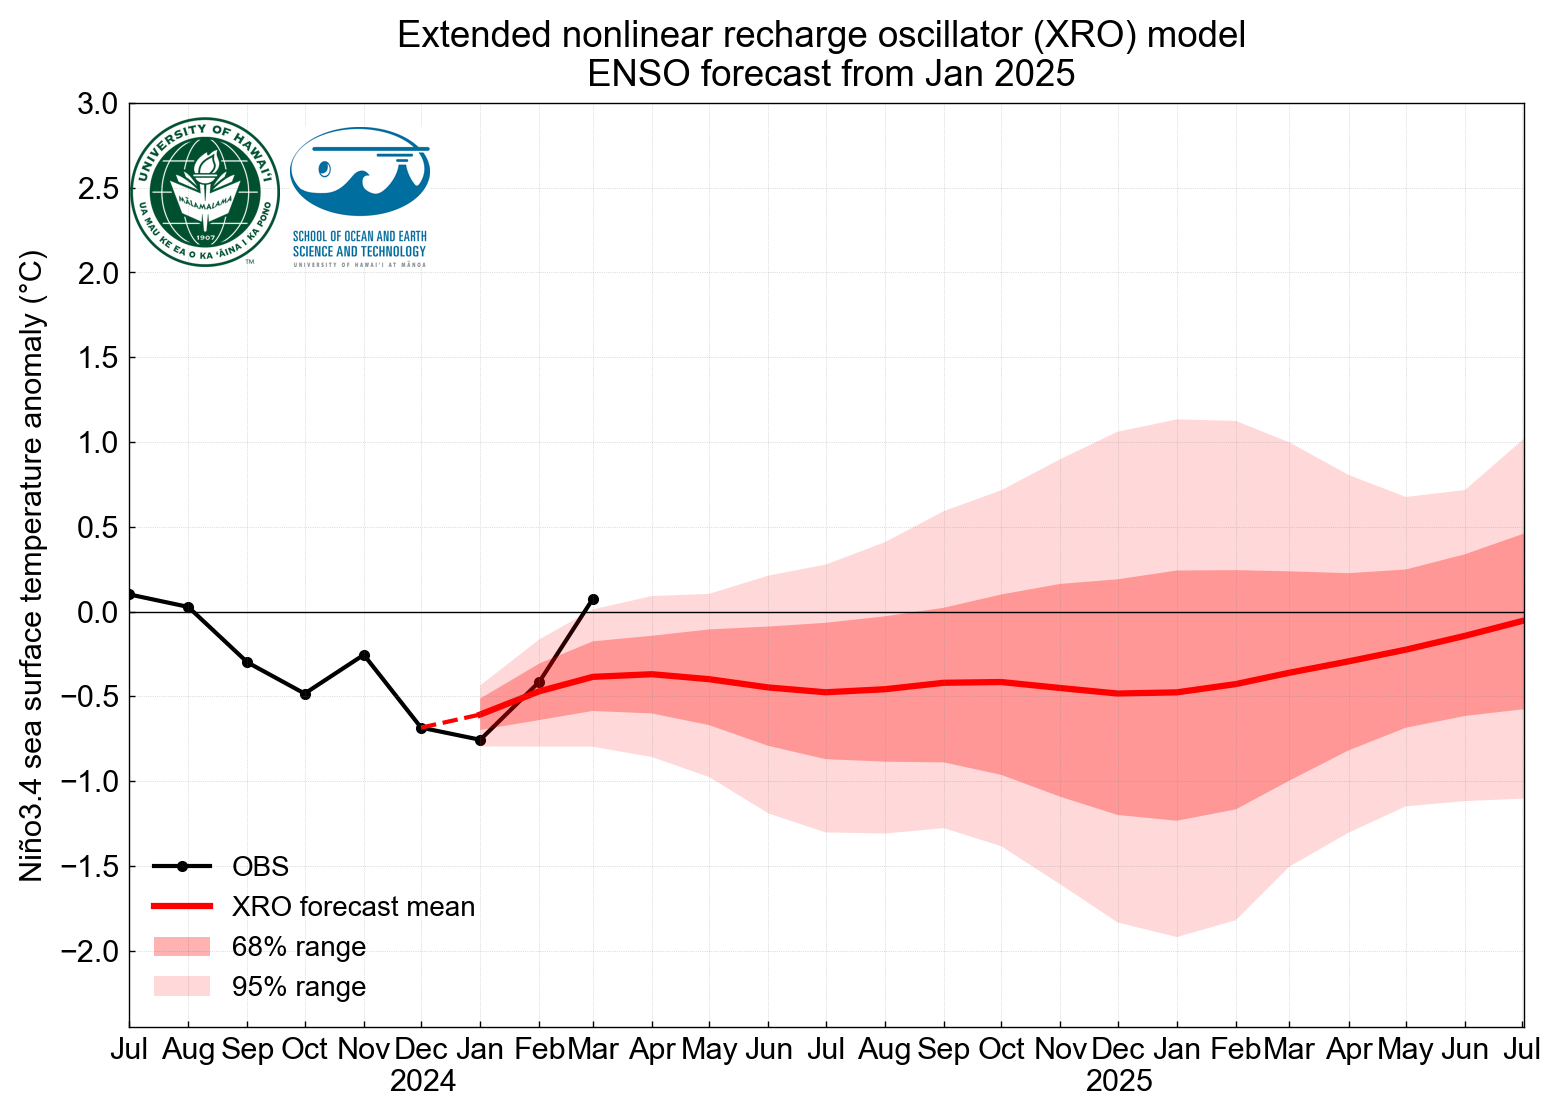 Extended nonlinear recharge oscillator (XRO) model
ENSO forecast from Jan 2025
Niño3.4 sea surface temperature anomaly (°C)
3.0
2.5
2.0
1.5
1.0
0.5
0.0
−0.5
−1.0
−1.5
−2.0
UNIVERSITY OF HAWAIʻI
MĀLAMALAMA
1907
UA MAU KE EA O KA ʻĀINA I KA PONO
TM
SCHOOL OF OCEAN AND EARTH
SCIENCE AND TECHNOLOGY
UNIVERSITY OF HAWAIʻI AT MĀNOA
OBS
XRO forecast mean
68% range
95% range
Jul Aug Sep Oct Nov Dec Jan Feb Mar Apr May Jun Jul Aug Sep Oct Nov Dec Jan Feb Mar Apr May Jun Jul
2024 2025